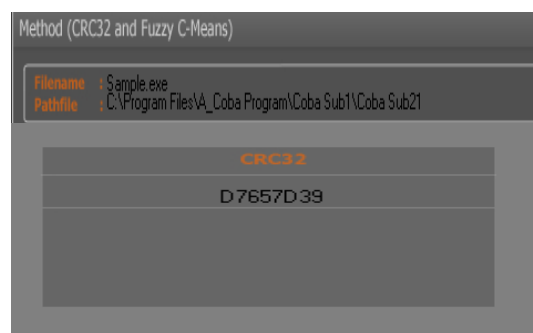 Method (CRC32 and Fuzzy C-Means)
Filename : Sample.exe
Pathfile : C:\Program Files\A_Coba Program\Coba Sub1\Coba Sub21
CRC32
D7657D39